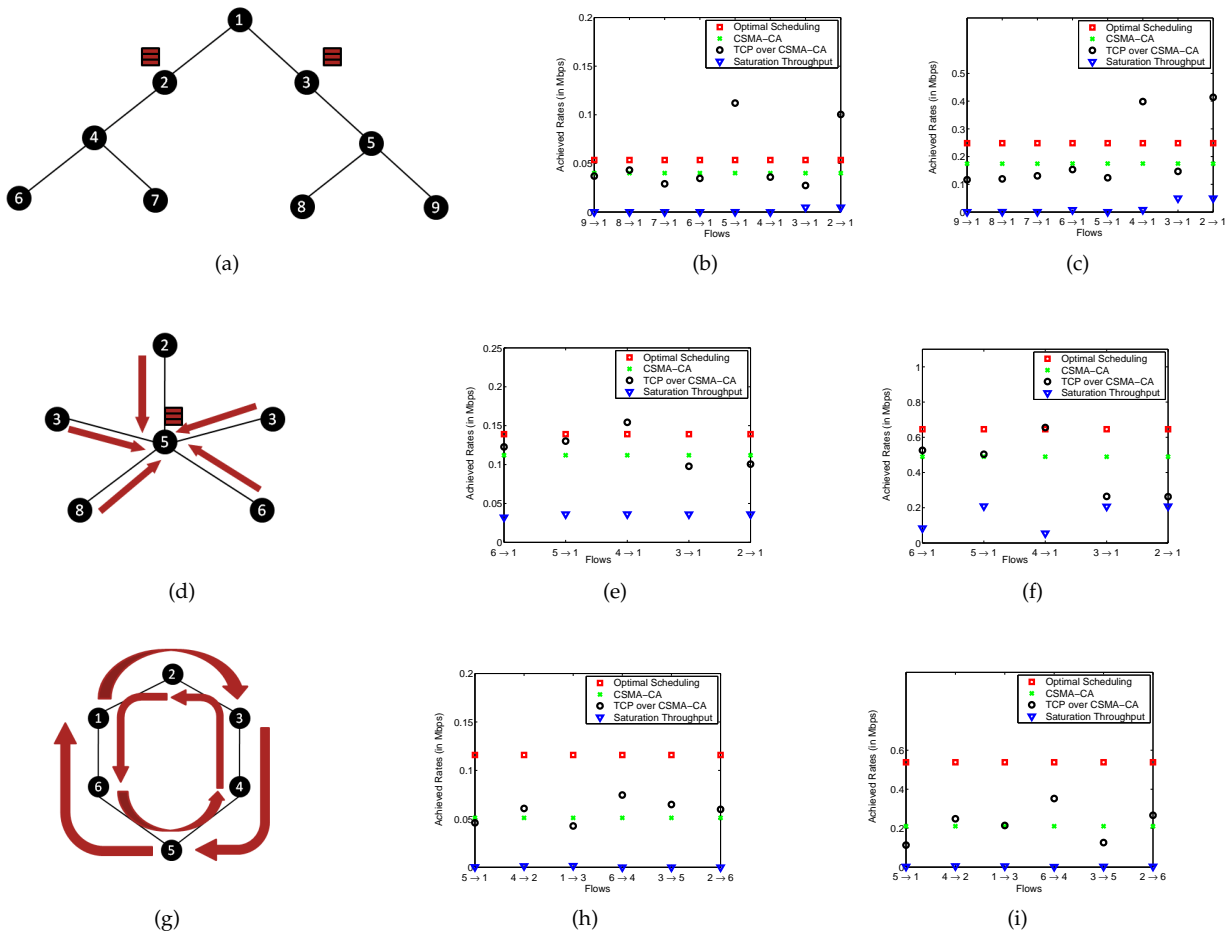 1
2
3
4
5
6
7
8
9
(a)
0.2
0.15
0.1
0.05
0
Achieved Rates (in Mbps)
Optimal Scheduling
CSMA−CA
TCP over CSMA−CA
Saturation Throughput
9 → 1 8 → 1 7 → 1 6 → 1 5 → 1 4 → 1 3 → 1 2 → 1
Flows
(b)
0.5
0.4
0.3
0.2
0.1
0
Achieved Rates (in Mbps)
Optimal Scheduling
CSMA−CA
TCP over CSMA−CA
Saturation Throughput
9 → 1 8 → 1 7 → 1 6 → 1 5 → 1 4 → 1 3 → 1 2 → 1
Flows
(c)
2
3
3
5
8
6
(d)
0.25
0.2
0.15
0.1
0.05
0
Achieved Rates (in Mbps)
Optimal Scheduling
CSMA−CA
TCP over CSMA−CA
Saturation Throughput
6 → 1 5 → 1 4 → 1 3 → 1 2 → 1
Flows
(e)
1
0.8
0.6
0.4
0.2
0
Achieved Rates (in Mbps)
Optimal Scheduling
CSMA−CA
TCP over CSMA−CA
Saturation Throughput
6 → 1 5 → 1 4 → 1 3 → 1 2 → 1
Flows
(f)
2
1
3
6
4
5
(g)
0.2
0.15
0.1
0.05
0
Achieved Rates (in Mbps)
Optimal Scheduling
CSMA−CA
TCP over CSMA−CA
Saturation Throughput
5 → 1 4 → 2 1 → 3 6 → 4 3 → 5 2 → 6
Flows
(h)
0.6
0.4
0.2
0
Achieved Rates (in Mbps)
Optimal Scheduling
CSMA−CA
TCP over CSMA−CA
Saturation Throughput
5 → 1 4 → 2 1 → 3 6 → 4 3 → 5 2 → 6
Flows
(i)